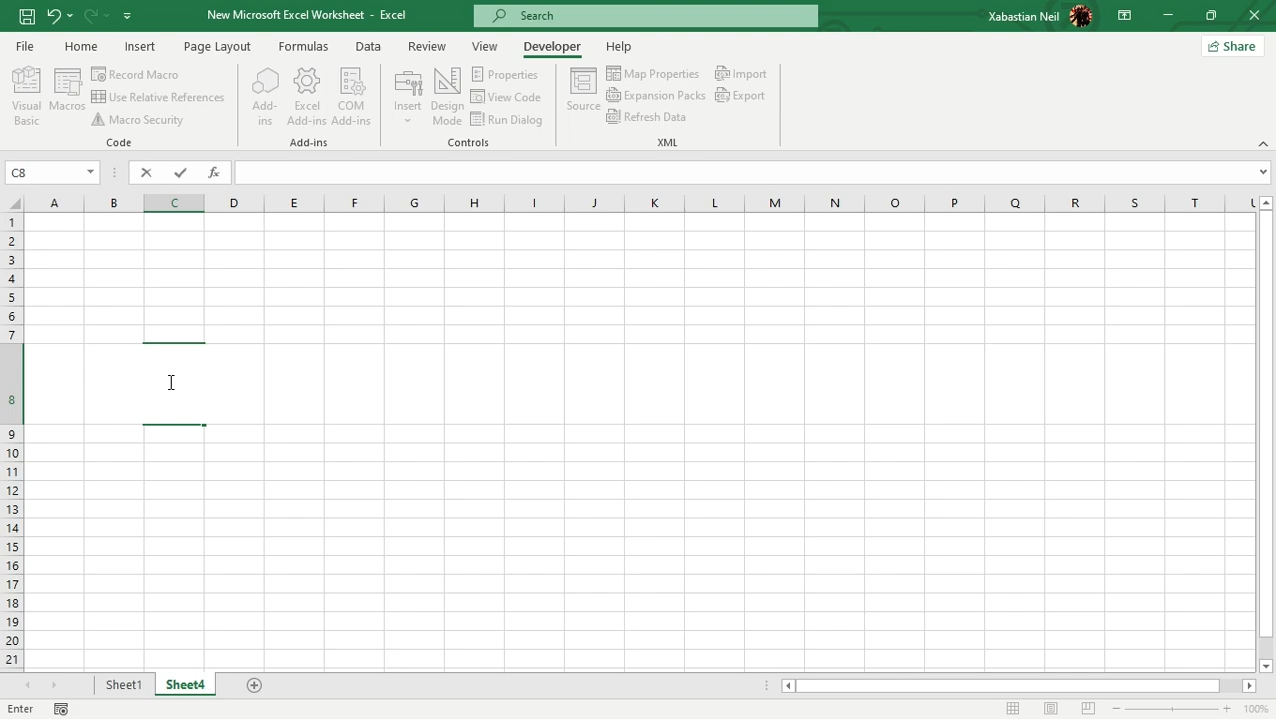 New Microsoft Excel Worksheet - Excel
Search
Xabastian Neil
File Home Insert Page Layout Formulas Data Review View Developer Help
Share
Visual Basic
Macros
Record Macro
Use Relative References
Macro Security
Code
Add-ins
Excel Add-ins
COM Add-ins
Add-ins
Insert
Design Mode
Properties
View Code
Run Dialog
Controls
Source
Map Properties
Expansion Packs
Refresh Data
Import
Export
XML
C8
fx
A B C D E F G H I J K L M N O P Q R S T U
1
2
3
4
5
6
7
8
9
10
11
12
13
14
15
16
17
18
19
20
21
Sheet1 Sheet4
Enter
100%